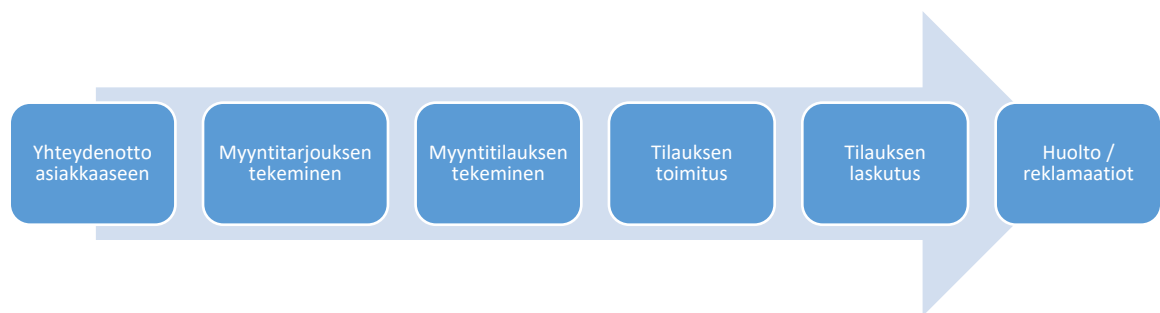 Yhteydenotto
asiakkaaseen
Myyntitarjouksen
tekeminen
Myyntitilauksen
tekeminen
Tilauksen
toimitus
Tilauksen
laskutus
Huolto /
reklamaatiot